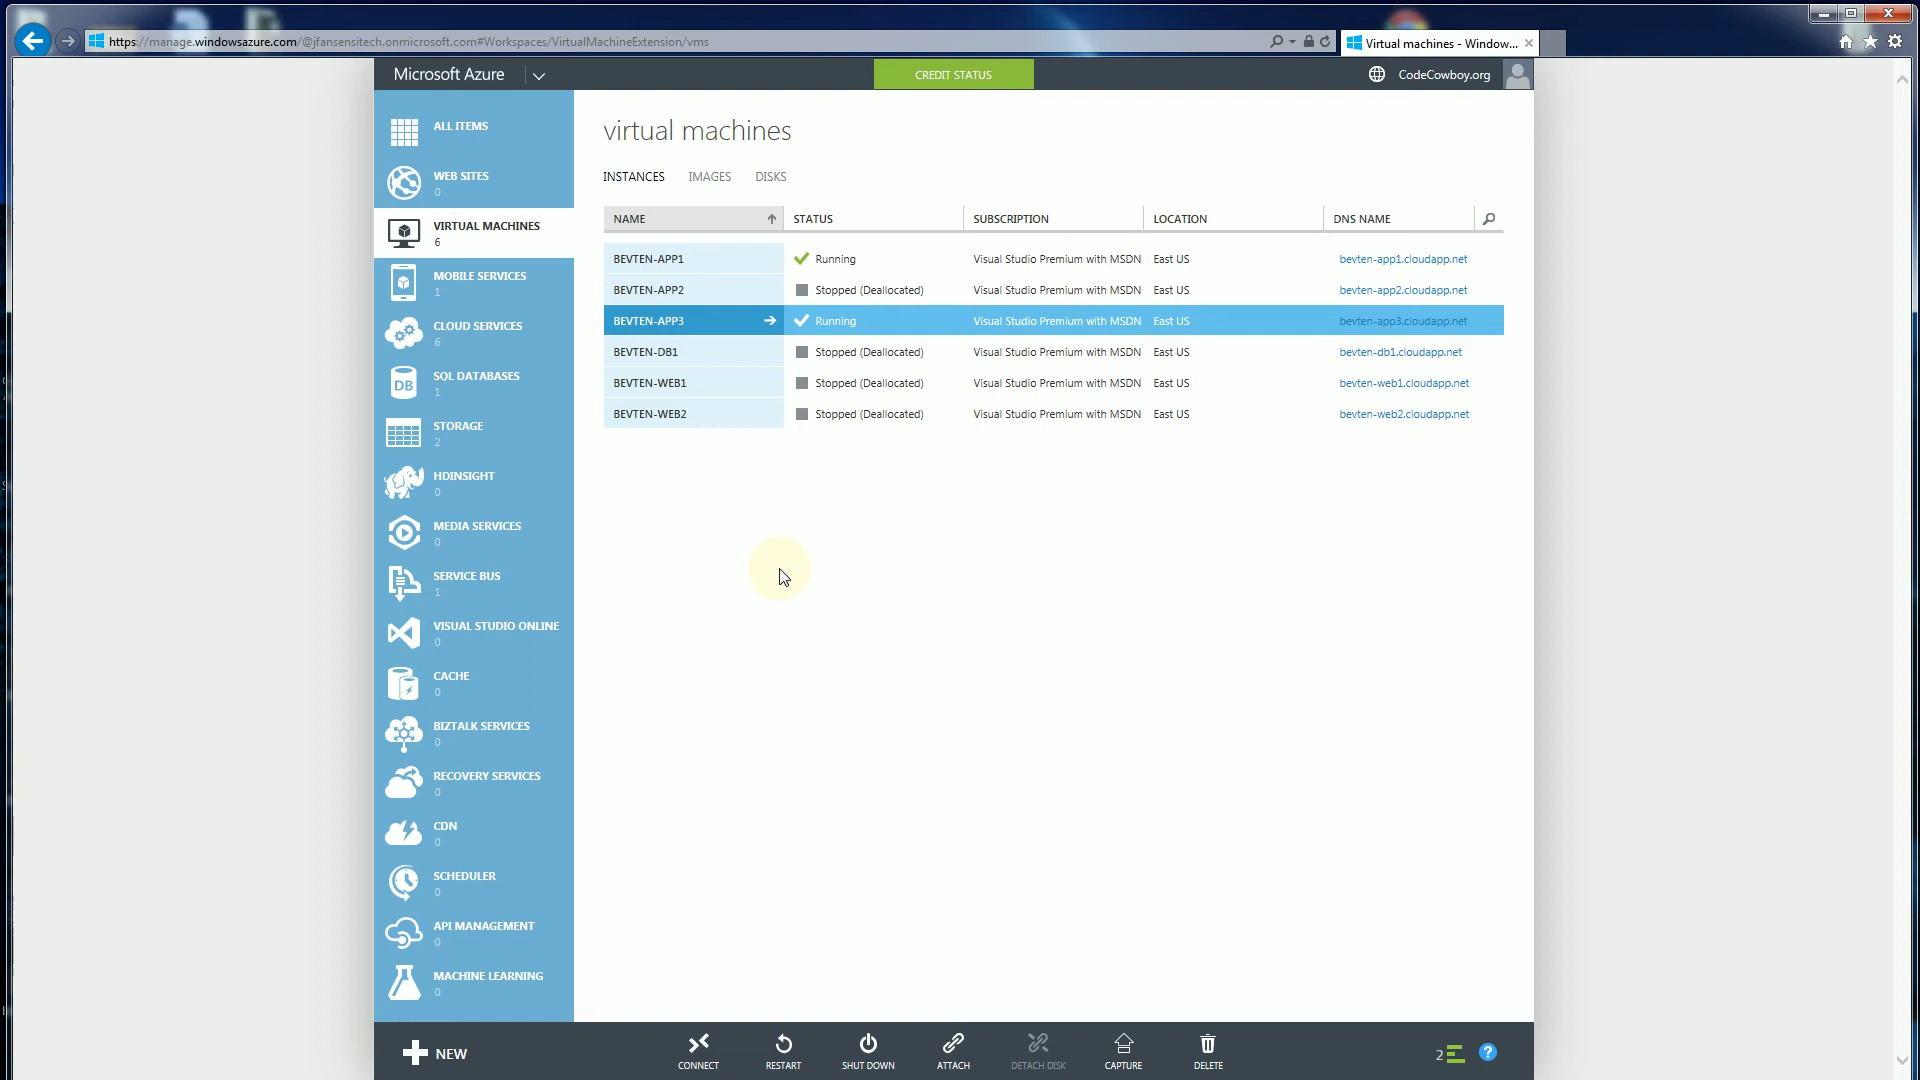 https://manage.windowsazure.com/@jfansensitech.onmicrosoft.com#Workspaces/VirtualMachineExtension/vms
Virtual machines - Window...
Microsoft Azure
CREDIT STATUS
CodeCowboy.org
ALL ITEMS
WEB SITES
0
VIRTUAL MACHINES
6
MOBILE SERVICES
1
CLOUD SERVICES
6
SQL DATABASES
1
DB
STORAGE
2
HDINSIGHT
0
MEDIA SERVICES
0
SERVICE BUS
1
VISUAL STUDIO ONLINE
0
CACHE
0
BIZTALK SERVICES
0
RECOVERY SERVICES
0
CDN
0
SCHEDULER
0
API MANAGEMENT
0
MACHINE LEARNING
0
virtual machines
INSTANCES IMAGES DISKS
NAME STATUS SUBSCRIPTION LOCATION DNS NAME
BEVTEN-APP1 Running Visual Studio Premium with MSDN East US bevten-app1.cloudapp.net
BEVTEN-APP2 Stopped (Deallocated) Visual Studio Premium with MSDN East US bevten-app2.cloudapp.net
BEVTEN-APP3 Running Visual Studio Premium with MSDN East US bevten-app3.cloudapp.net
BEVTEN-DB1 Stopped (Deallocated) Visual Studio Premium with MSDN East US bevten-db1.cloudapp.net
BEVTEN-WEB1 Stopped (Deallocated) Visual Studio Premium with MSDN East US bevten-web1.cloudapp.net
BEVTEN-WEB2 Stopped (Deallocated) Visual Studio Premium with MSDN East US bevten-web2.cloudapp.net
NEW
CONNECT RESTART SHUT DOWN ATTACH DETACH DISK CAPTURE DELETE
2
?